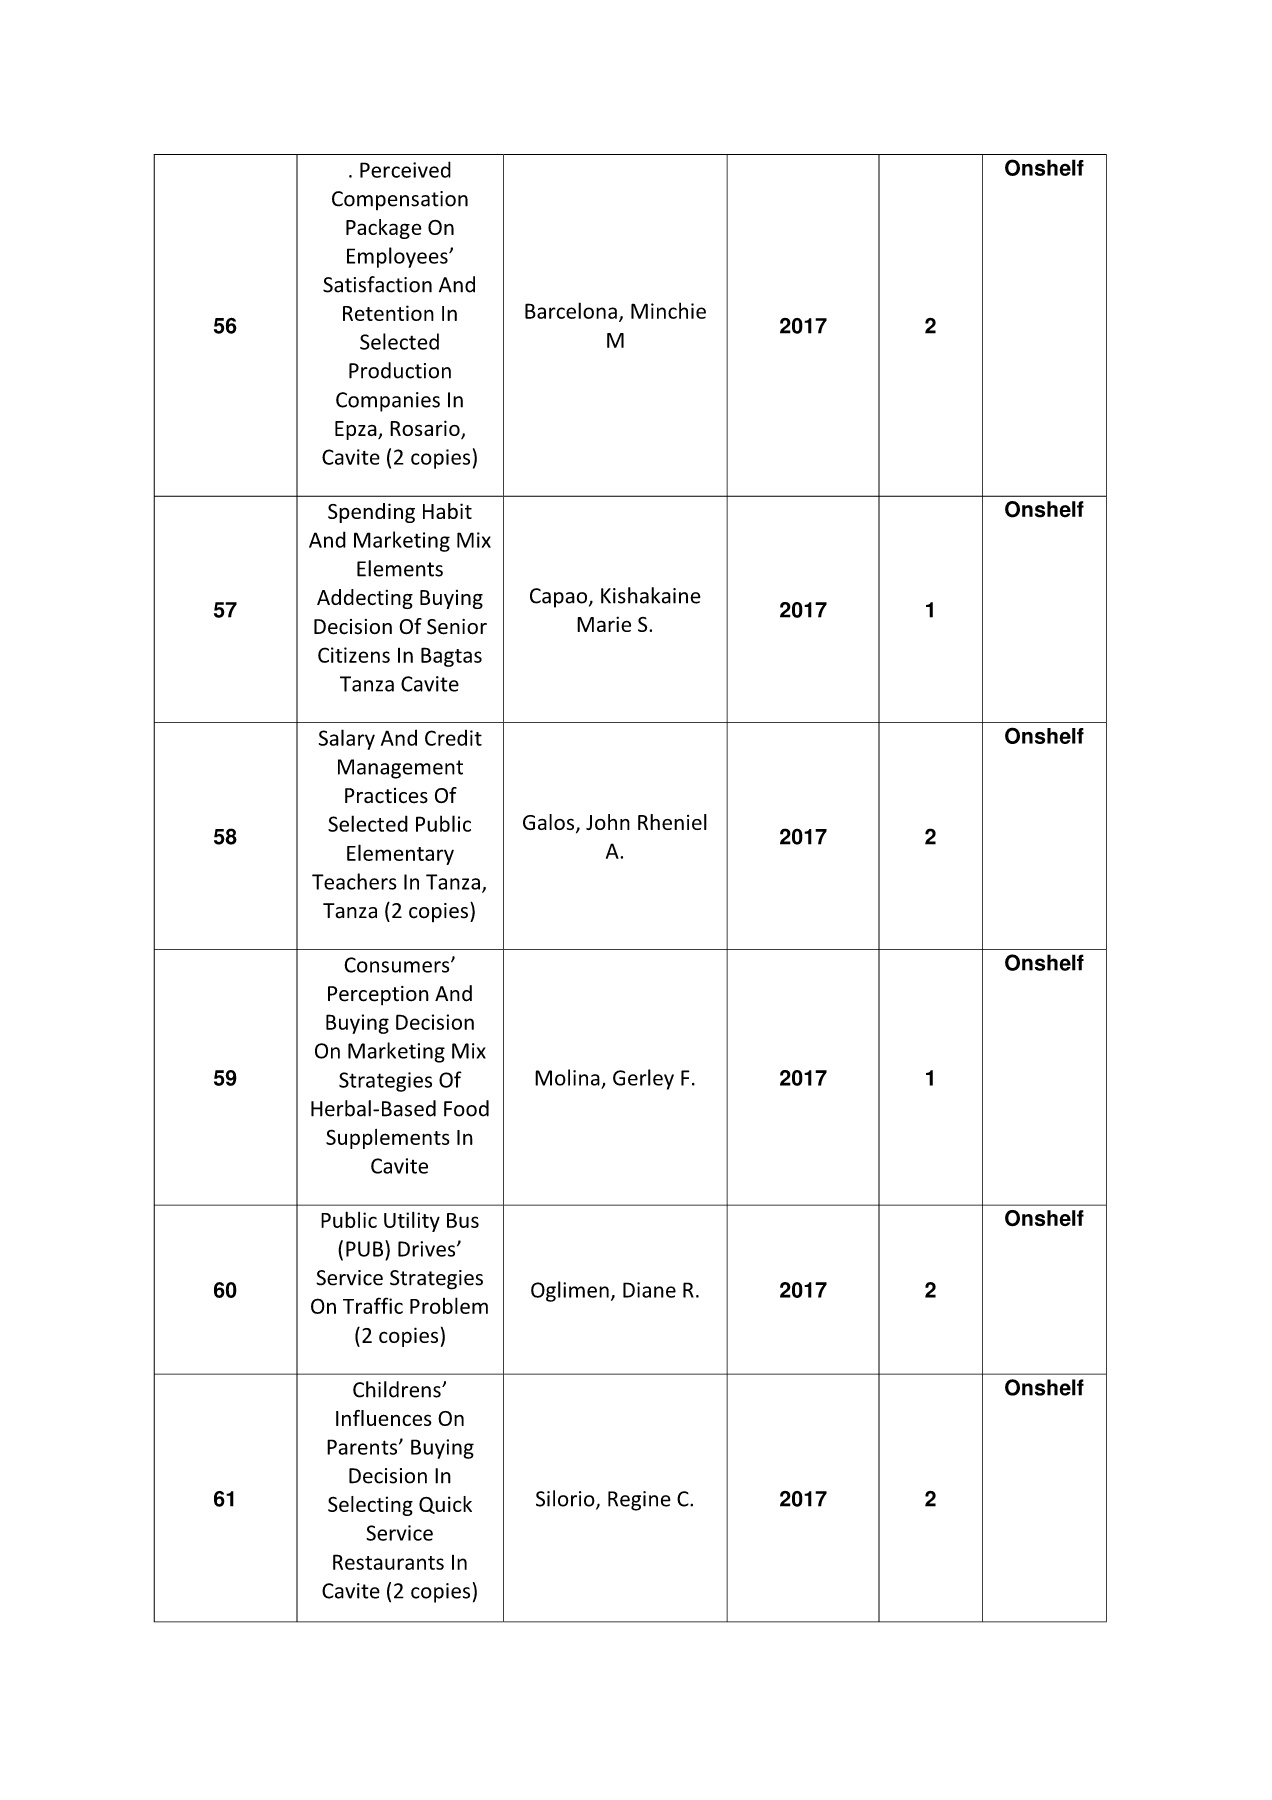 56
. Perceived
Compensation
Package On
Employees’
Satisfaction And
Retention In
Selected
Production
Companies In
Epza, Rosario,
Cavite (2 copies)
Barcelona, Minchie
M
2017
2
Onshelf
57
Spending Habit
And Marketing Mix
Elements
Addecting Buying
Decision Of Senior
Citizens In Bagtas
Tanza Cavite
Capao, Kishakaine
Marie S.
2017
1
Onshelf
58
Salary And Credit
Management
Practices Of
Selected Public
Elementary
Teachers In Tanza,
Tanza (2 copies)
Galos, John Rheniel
A.
2017
2
Onshelf
59
Consumers’
Perception And
Buying Decision
On Marketing Mix
Strategies Of
Herbal-Based Food
Supplements In
Cavite
Molina, Gerley F.
2017
1
Onshelf
60
Public Utility Bus
(PUB) Drives’
Service Strategies
On Traffic Problem
(2 copies)
Oglimen, Diane R.
2017
2
Onshelf
61
Childrens’
Influences On
Parents’ Buying
Decision In
Selecting Quick
Service
Restaurants In
Cavite (2 copies)
Silorio, Regine C.
2017
2
Onshelf